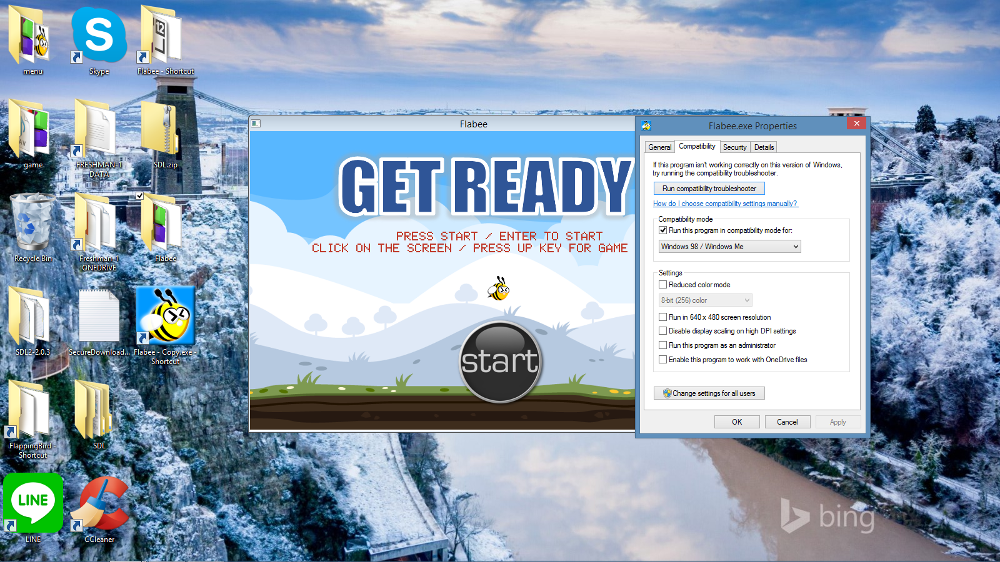 menu
Skype
12
Flabee - Shortcut
game
FRESHMAN-1
DATA
SDL.zip
Recycle Bin
Freshman-1
ONEDRIVE
Flabee
SDL2-2.0.3
SecureDownload...
Flabee - Copy.exe -
Shortcut
FlappingBird -
Shortcut
SDL
LINE
LINE
CCleaner
Flabee
GET READY
PRESS START / ENTER TO START
CLICK ON THE SCREEN / PRESS UP KEY FOR GAME
start
Flabee.exe Properties
General
Compatibility
Security
Details
If this program isn't working correctly on this version of Windows,
try running the compatibility troubleshooter.
Run compatibility troubleshooter
How do I choose compatibility settings manually?
Compatibility mode
Run this program in compatibility mode for:
Windows 98 / Windows Me
Settings
Reduced color mode
8-bit (256) color
Run in 640 x 480 screen resolution
Disable display scaling on high DPI settings
Run this program as an administrator
Enable this program to work with OneDrive files
Change settings for all users
OK
Cancel
Apply
bing